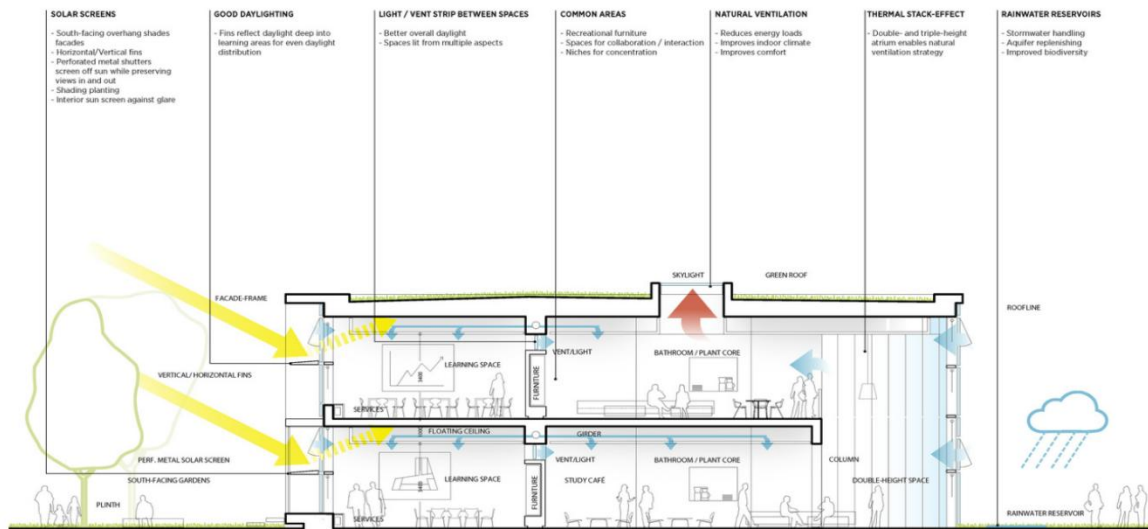 SOLAR SCREENS
- South-facing overhang shades
facades
- Horizontal/Vertical fins
- Perforated metal shutters
screen off sun while preserving
views in and out
- Shading planting
- Interior sun screen against glare
GOOD DAYLIGHTING
- Fins reflect daylight deep into
learning areas for even daylight
distribution
LIGHT / VENT STRIP BETWEEN SPACES
- Better overall daylight
- Spaces lit from multiple aspects
COMMON AREAS
- Recreational furniture
- Spaces for collaboration / interaction
- Niches for concentration
NATURAL VENTILATION
- Reduces energy loads
- Improves indoor climate
- Improves comfort
THERMAL STACK-EFFECT
- Double- and triple-height
atrium enables natural
ventilation strategy
RAINWATER RESERVOIRS
- Stormwater handling
- Aquifer replenishing
- Improved biodiversity
SKYLIGHT
GREEN ROOF
FACADE-FRAME
ROOFLINE
VENT/LIGHT
BATHROOM / PLANT CORE
LEARNING SPACE
VERTICAL/ HORIZONTAL FINS
3400
FURNITURE
SERVICES
FLOATING CEILING
GIRDER
PERF. METAL SOLAR SCREEN
VENT/LIGHT
BATHROOM / PLANT CORE
COLUMN
SOUTH-FACING GARDENS
LEARNING SPACE
STUDY CAFÉ
DOUBLE-HEIGHT SPACE
3400
FURNITURE
PLINTH
SERVICES
RAINWATER RESERVOIR